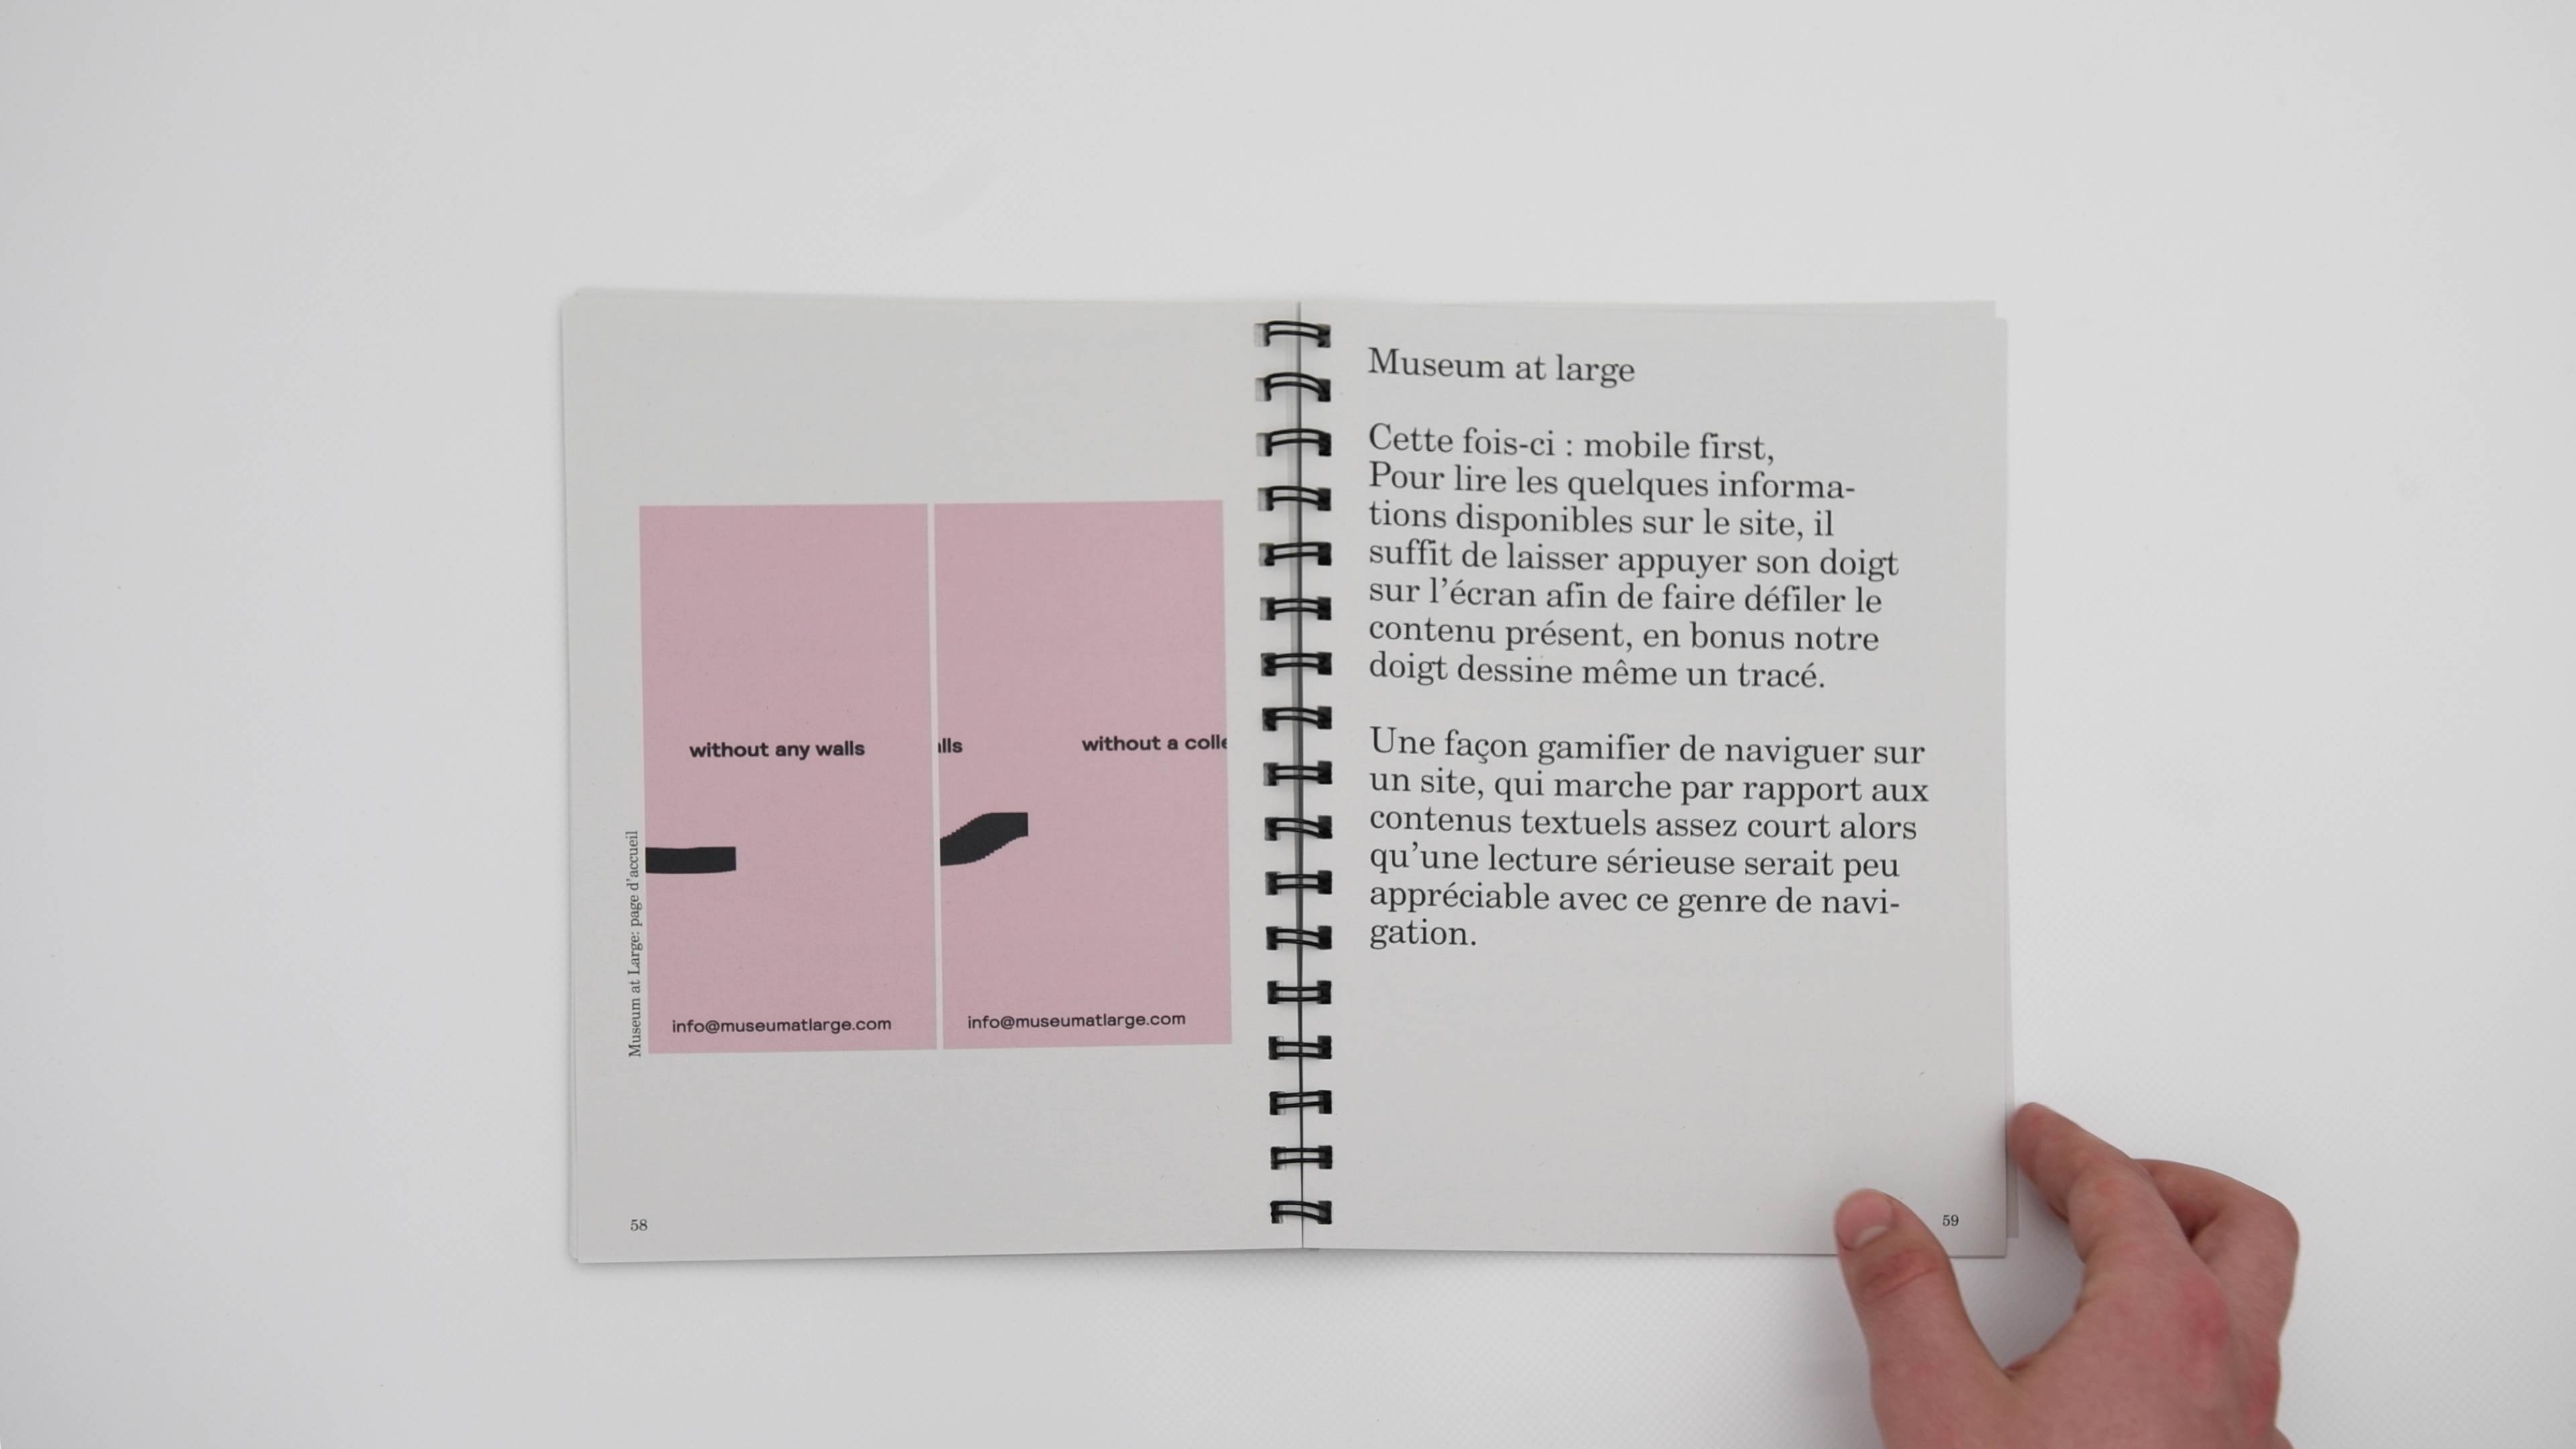 Museum at Large: page d'accueil
without any walls
info@museumatlarge.com
lls
without a colle
info@museumatlarge.com
58
Museum at large
Cette fois-ci : mobile first,
Pour lire les quelques informa-
tions disponibles sur le site, il
suffit de laisser appuyer son doigt
sur l’écran afin de faire défiler le
contenu présent, en bonus notre
doigt dessine même un tracé.
Une façon gamifier de naviguer sur
un site, qui marche par rapport aux
contenus textuels assez court alors
qu’une lecture sérieuse serait peu
appréciable avec ce genre de navi-
gation.
59